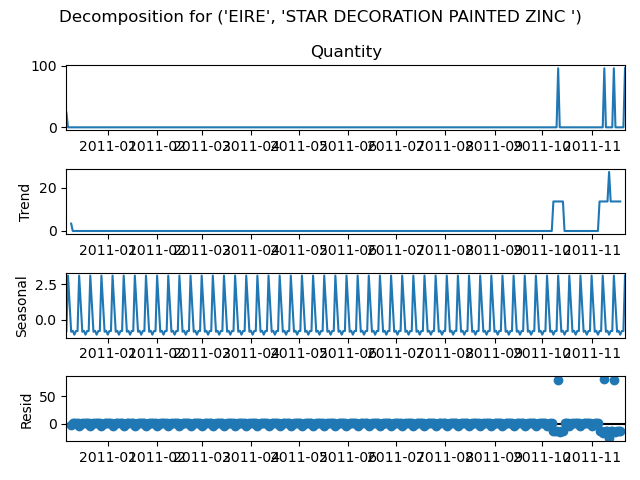 Decomposition for ('EIRE', 'STAR DECORATION PAINTED ZINC ')
Quantity
100
0
2011-01 2011-02 2011-03 2011-04 2011-05 2011-06 2011-07 2011-08 2011-09 2011-10 2011-11
Trend
20
0
2011-01 2011-02 2011-03 2011-04 2011-05 2011-06 2011-07 2011-08 2011-09 2011-10 2011-11
Seasonal
2.5
0.0
2011-01 2011-02 2011-03 2011-04 2011-05 2011-06 2011-07 2011-08 2011-09 2011-10 2011-11
Resid
50
0
2011-01 2011-02 2011-03 2011-04 2011-05 2011-06 2011-07 2011-08 2011-09 2011-10 2011-11